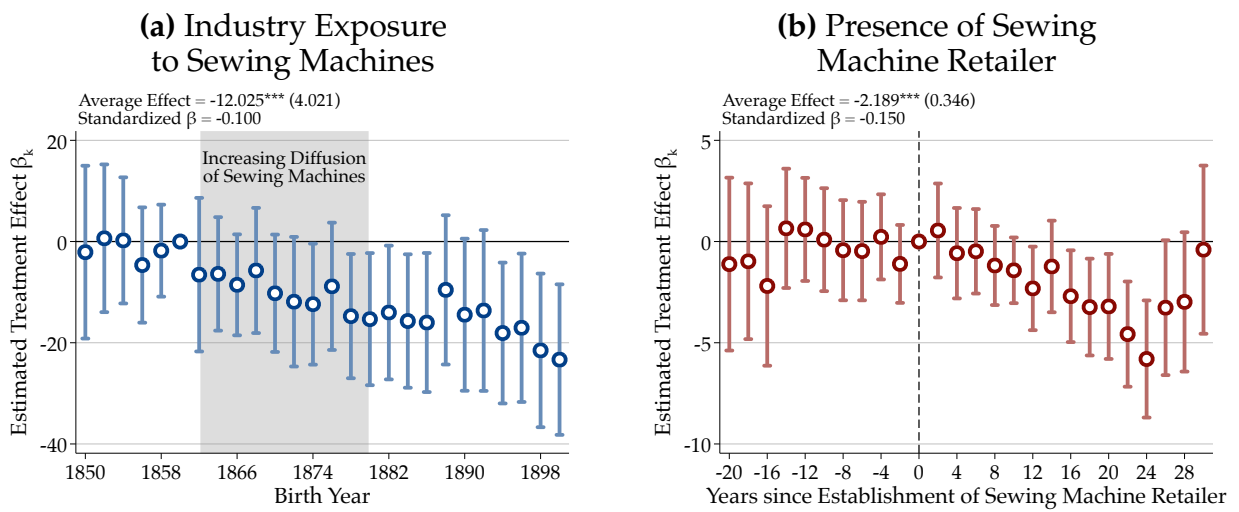 (a) Industry Exposure
to Sewing Machines
Average Effect = -12.025*** (4.021)
Standardized β = -0.100
Increasing Diffusion
of Sewing Machines
Estimated Treatment Effect βk
20
0
-20
-40
1850 1858 1866 1874 1882 1890 1898
Birth Year
(b) Presence of Sewing
Machine Retailer
Average Effect = -2.189*** (0.346)
Standardized β = -0.150
Estimated Treatment Effect βk
5
0
-5
-10
-20 -16 -12 -8 -4 0 4 8 12 16 20 24 28
Years since Establishment of Sewing Machine Retailer